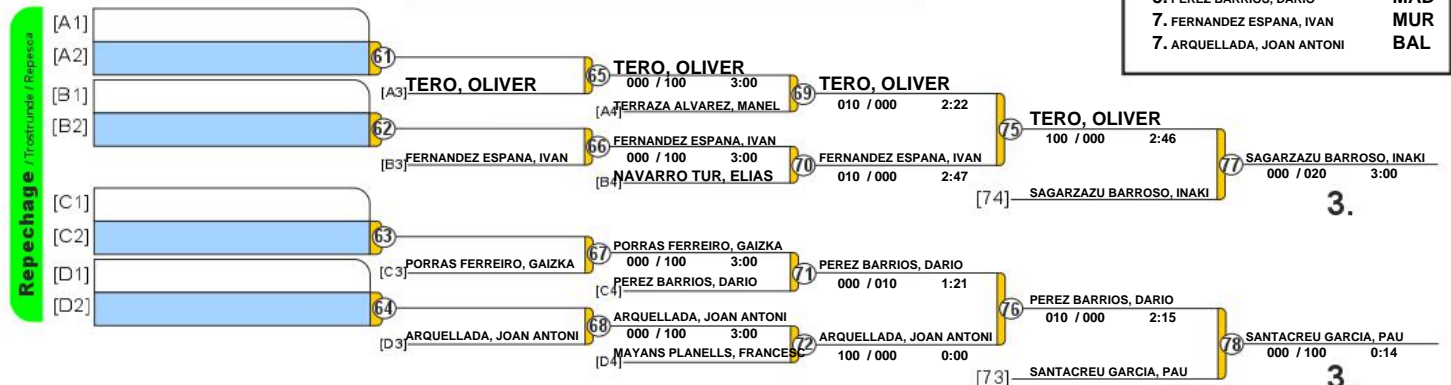 5. PEREZ BARRIOS, DARIO MAD
7. FERNANDEZ ESPANA, IVAN MUR
7. ARQUELLADA, JOAN ANTONI BAL
Repechage / Trostrunde / Repesca
[A1]
[A2]
61
[A3] TERO, OLIVER
[B1]
[B2]
62
[B3] FERNANDEZ ESPANA, IVAN
[C1]
[C2]
63
[C3] PORRAS FERREIRO, GAIZKA
[D1]
[D2]
64
[D3] ARQUELLADA, JOAN ANTONI
65 TERO, OLIVER
000 / 100 3:00
[A4] TERRAZA ALVAREZ, MANEL
66 FERNANDEZ ESPANA, IVAN
000 / 100 3:00
[B4] NAVARRO TUR, ELIAS
67 PORRAS FERREIRO, GAIZKA
000 / 100 3:00
[C4] PEREZ BARRIOS, DARIO
68 ARQUELLADA, JOAN ANTONI
000 / 100 3:00
[D4] MAYANS PLANELLS, FRANCESC
69 TERO, OLIVER
010 / 000 2:22
70 FERNANDEZ ESPANA, IVAN
010 / 000 2:47
71 PEREZ BARRIOS, DARIO
000 / 010 1:21
72 ARQUELLADA, JOAN ANTONI
100 / 000 0:00
75 TERO, OLIVER
100 / 000 2:46
[74] SAGARZAZU BARROSO, INAKI
76 PEREZ BARRIOS, DARIO
010 / 000 2:15
[73] SANTACREU GARCIA, PAU
77 SAGARZAZU BARROSO, INAKI
000 / 020 3:00
3.
78 SANTACREU GARCIA, PAU
000 / 100 0:14
3